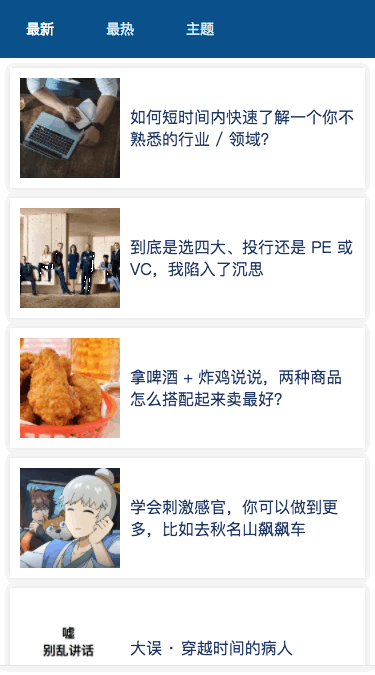 最新 最热 主题
如何短时间内快速了解一个你不
熟悉的行业 / 领域？
到底是选四大、投行还是 PE 或
VC，我陷入了沉思
拿啤酒 + 炸鸡说说，两种商品
怎么搭配起来卖最好？
学会刺激感官，你可以做到更
多，比如去秋名山飙飙车
嘘
别乱讲话
大误 · 穿越时间的病人